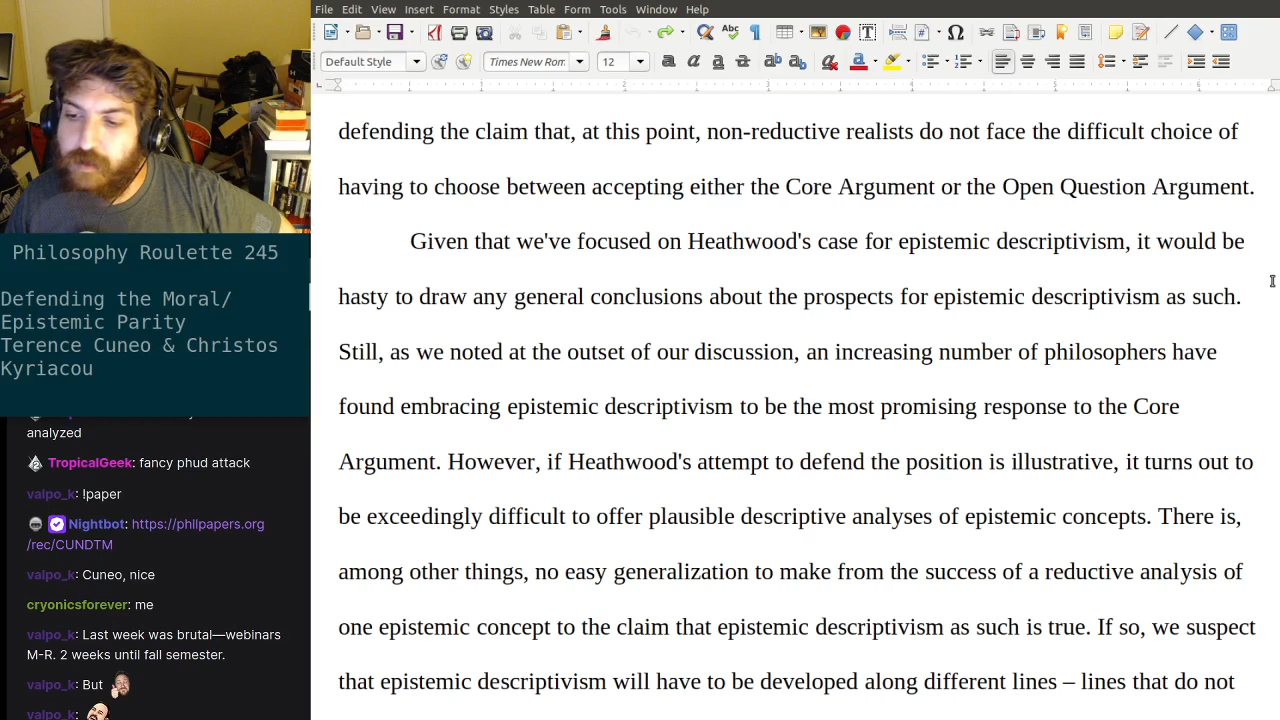 File Edit View Insert Format Styles Table Form Tools Window Help
Default Style
Times New Rom
12
defending the claim that, at this point, non-reductive realists do not face the difficult choice of
having to choose between accepting either the Core Argument or the Open Question Argument.
Given that we've focused on Heathwood's case for epistemic descriptivism, it would be
hasty to draw any general conclusions about the prospects for epistemic descriptivism as such.
Still, as we noted at the outset of our discussion, an increasing number of philosophers have
found embracing epistemic descriptivism to be the most promising response to the Core
Argument. However, if Heathwood's attempt to defend the position is illustrative, it turns out to
be exceedingly difficult to offer plausible descriptive analyses of epistemic concepts. There is,
among other things, no easy generalization to make from the success of a reductive analysis of
one epistemic concept to the claim that epistemic descriptivism as such is true. If so, we suspect
that epistemic descriptivism will have to be developed along different lines – lines that do not
Philosophy Roulette 245
Defending the Moral/
Epistemic Parity
Terence Cuneo & Christos
Kyriacou
analyzed
TropicalGeek: fancy phud attack
valpo_k: !paper
Nightbot: https://philpapers.org
/rec/CUNDTM
valpo_k: Cuneo, nice
cryonicsforever: me
valpo_k: Last week was brutal—webinars
M-R. 2 weeks until fall semester.
valpo_k: But
valpo_k: